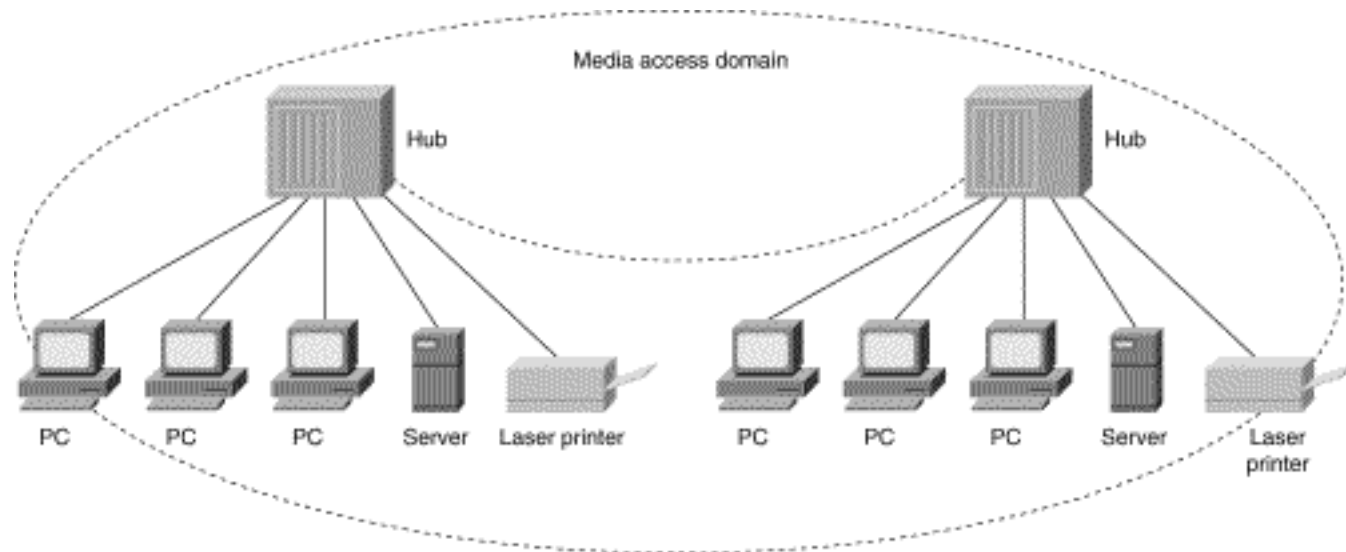 Media access domain
Hub
Hub
PC
PC
PC
Server
Laser printer
PC
PC
PC
Server
Laser
printer